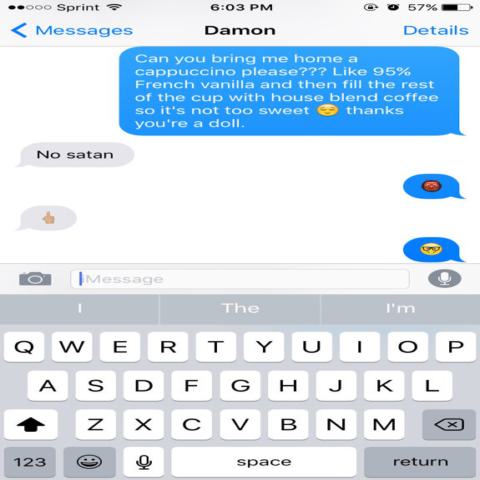 Sprint 6:03 PM 57%
Messages Damon Details
Can you bring me home a
cappuccino please??? Like 95%
French vanilla and then fill the rest
of the cup with house blend coffee
so it's not too sweet 😌 thanks
you're a doll.
No satan
👹
🖕🏼
🤓
iMessage
I The I'm
Q W E R T Y U I O P
A S D F G H J K L
Z X C V B N M
123 space return